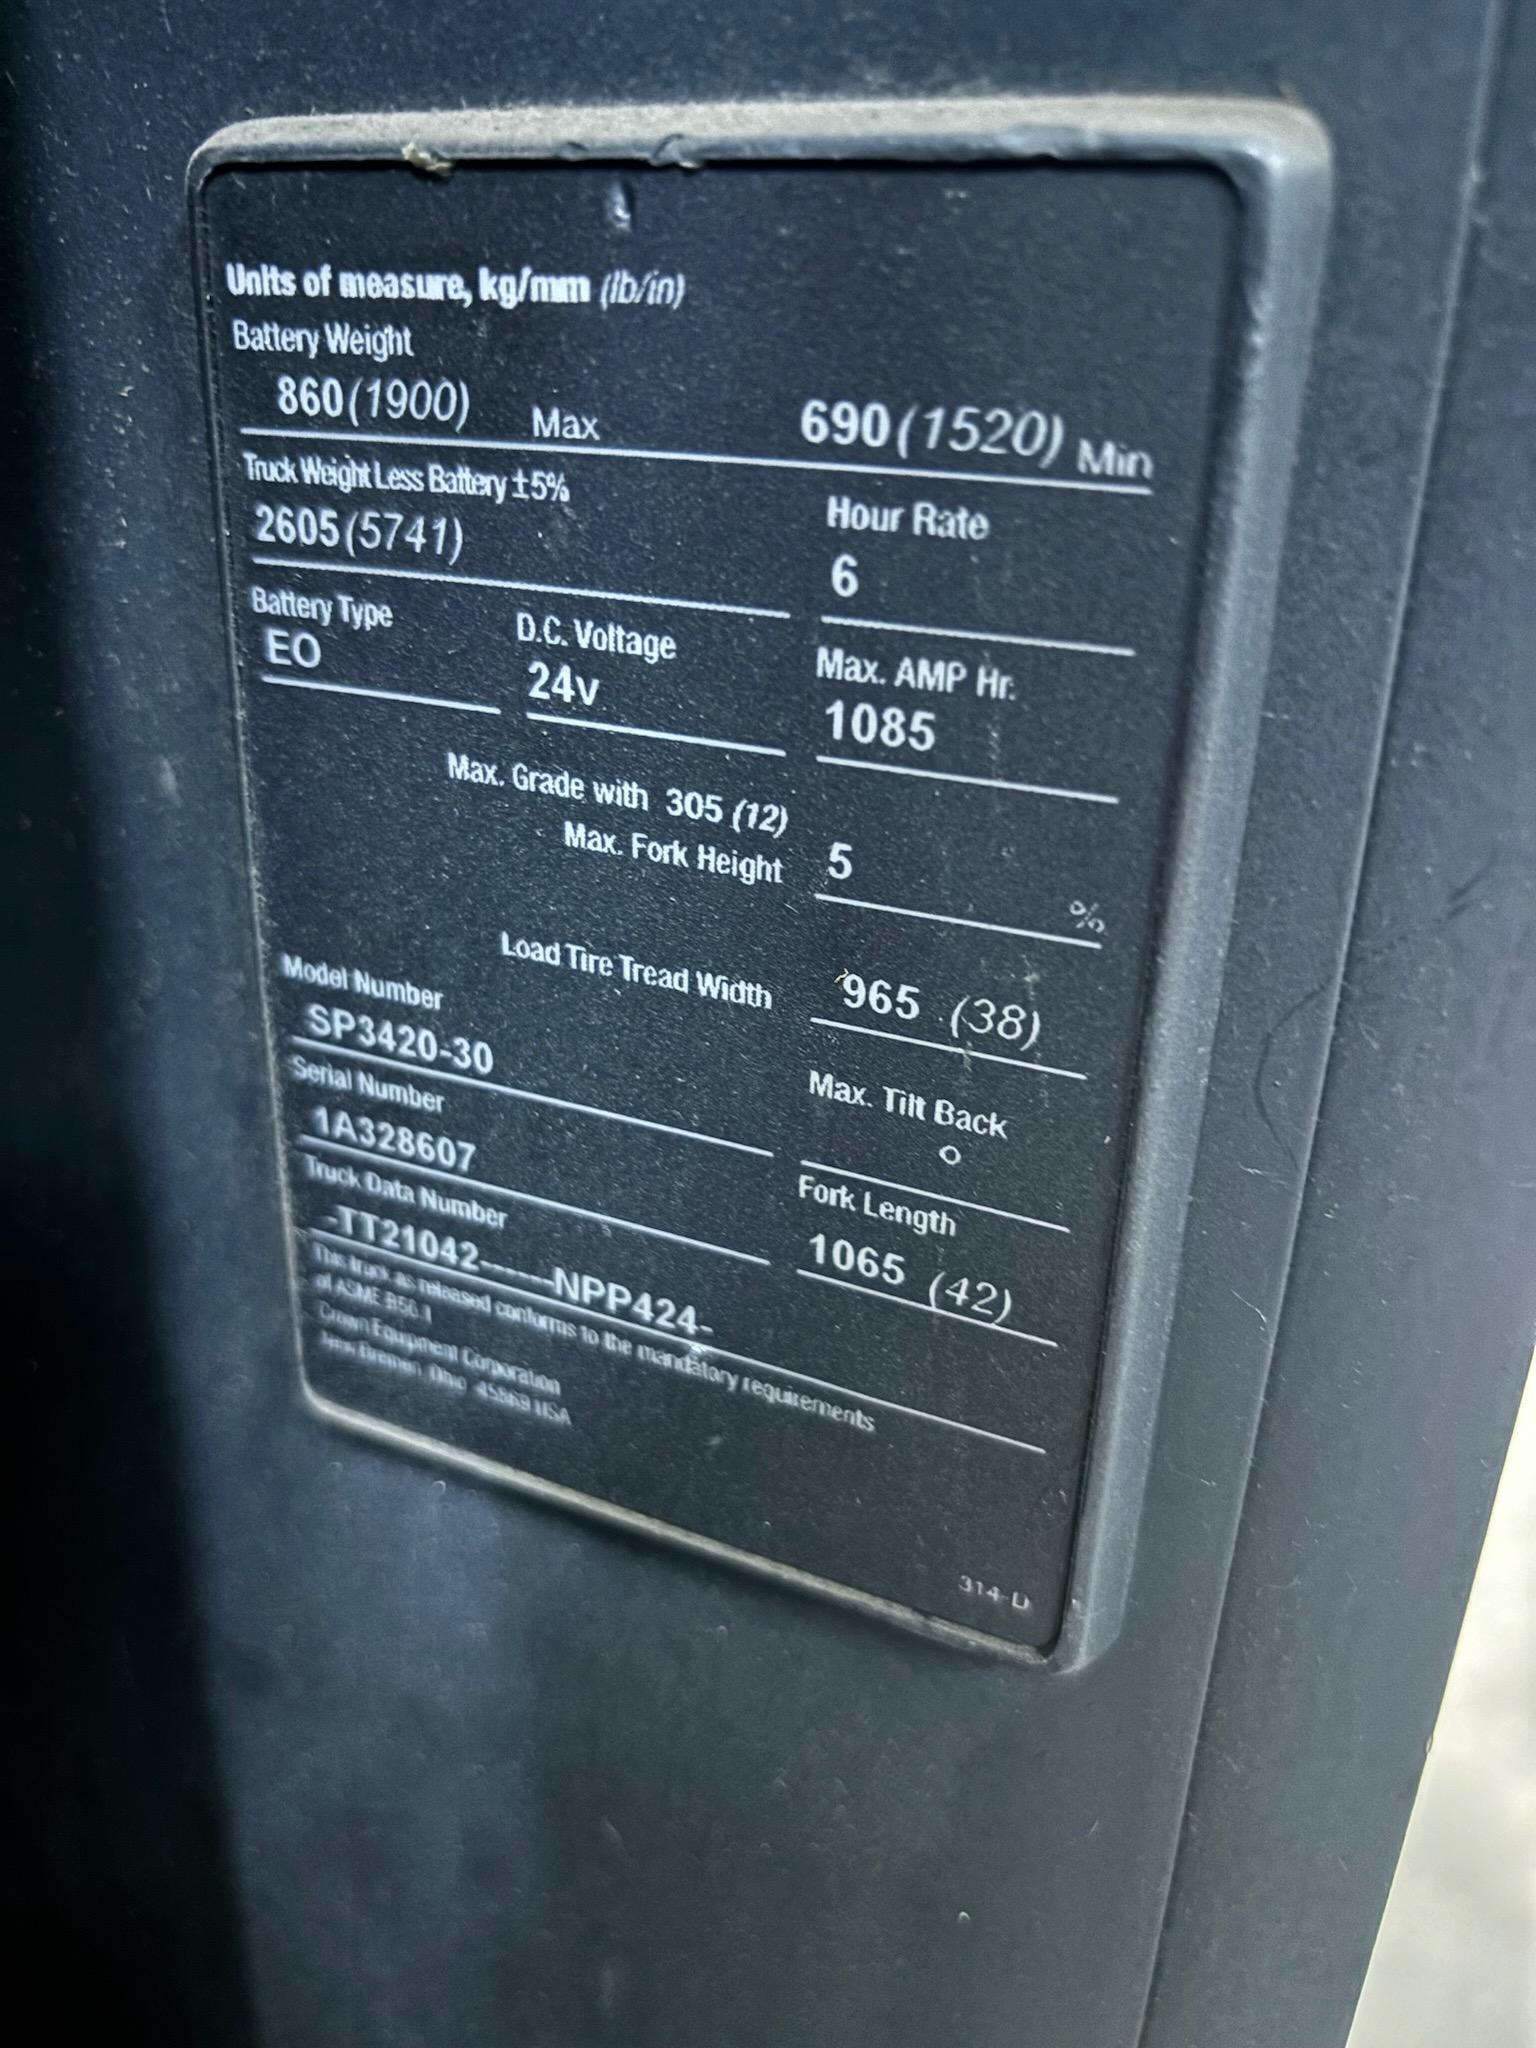 Units of measure, kg/mm (lb/in)
Battery Weight
860(1900) Max 690(1520) Min
Truck Weight Less Battery ±5%
2605(5741)
Hour Rate
6
Battery Type
EO
D.C. Voltage
24v
Max. AMP Hr.
1085
Max. Grade with 305 (12)
Max. Fork Height 5 %
Load Tire Tread Width 965 (38)
Model Number
SP3420-30
Max. Tilt Back
°
Serial Number
1A328607
Fork Length
1065 (42)
Truck Data Number
-TT21042------NPP424-
This truck as released conforms to the mandatory requirements
of ASME B56.1
Crown Equipment Corporation
New Bremen, Ohio 45869 USA
314-D